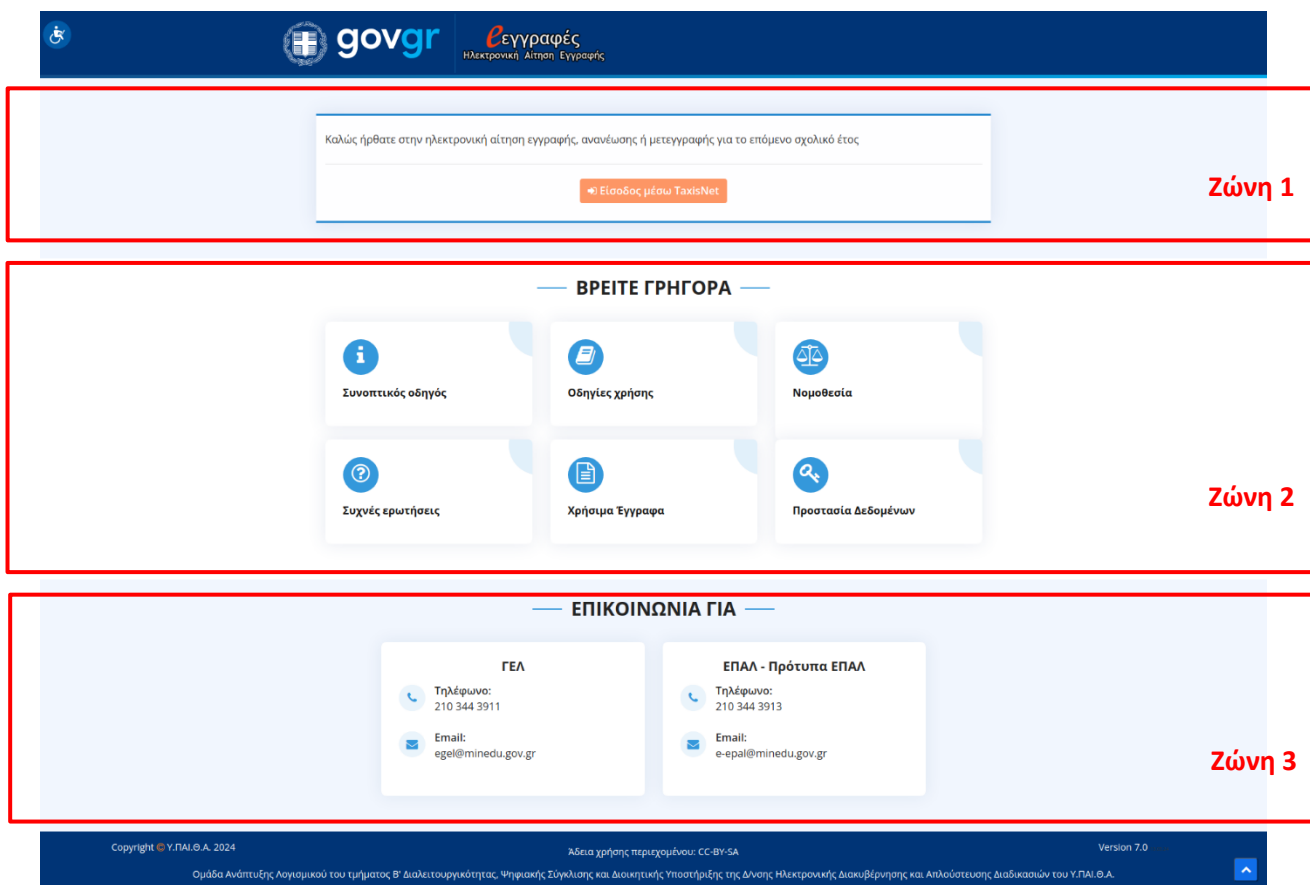 govgr
eεγγραφές
Ηλεκτρονική Αίτηση Εγγραφής
Καλώς ήρθατε στην ηλεκτρονική αίτηση εγγραφής, ανανέωσης ή μετεγγραφής για το επόμενο σχολικό έτος
Είσοδος μέσω TaxisNet
Ζώνη 1
ΒΡΕΙΤΕ ΓΡΗΓΟΡΑ
Συνοπτικός οδηγός
Οδηγίες χρήσης
Νομοθεσία
Συχνές ερωτήσεις
Χρήσιμα Έγγραφα
Προστασία Δεδομένων
Ζώνη 2
ΕΠΙΚΟΙΝΩΝΙΑ ΓΙΑ
ΓΕΛ
Τηλέφωνο:
210 344 3911
Email:
egel@minedu.gov.gr
ΕΠΑΛ - Πρότυπα ΕΠΑΛ
Τηλέφωνο:
210 344 3913
Email:
e-epal@minedu.gov.gr
Ζώνη 3
Copyright © Υ.ΠΑΙ.Θ.Α. 2024
Άδεια χρήσης περιεχομένου: CC-BY-SA
Version 7.0
Ομάδα Ανάπτυξης Λογισμικού του τμήματος Β' Διαλειτουργικότητας, Ψηφιακής Σύγκλισης και Διοικητικής Υποστήριξης της Δ/νσης Ηλεκτρονικής Διακυβέρνησης και Απλούστευσης Διαδικασιών του Υ.ΠΑΙ.Θ.Α.